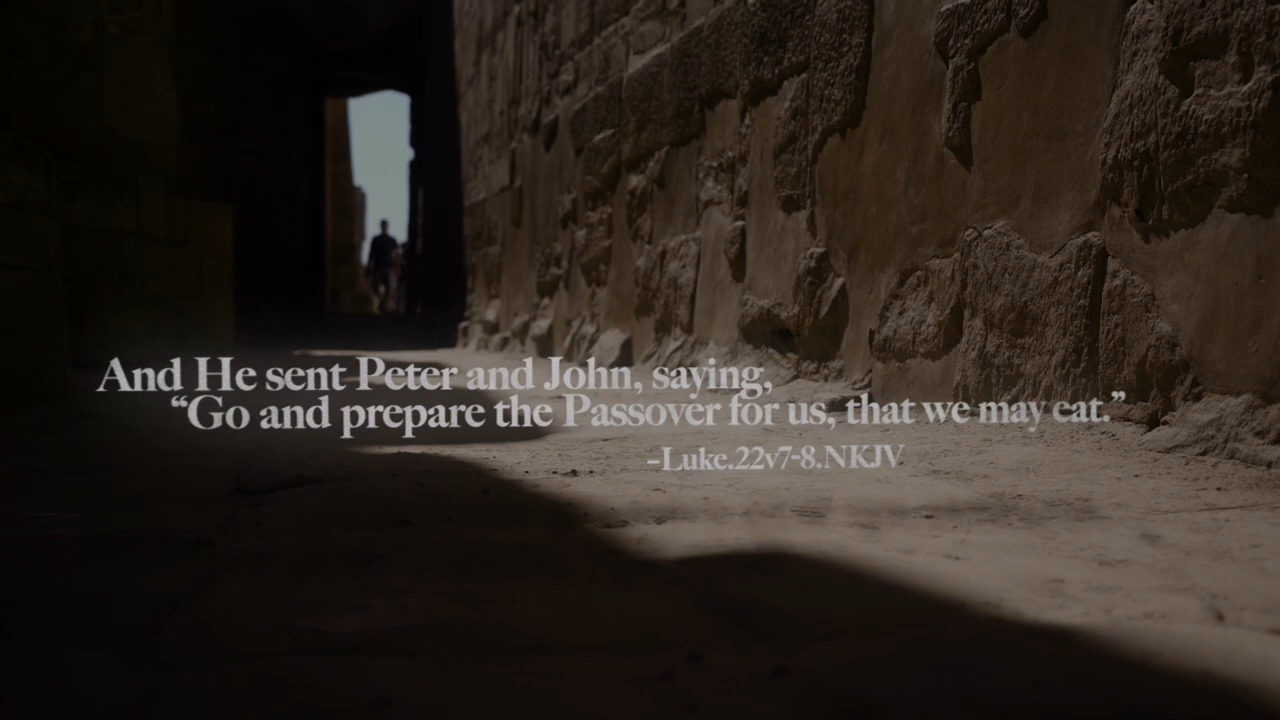 And He sent Peter and John, saying,
“Go and prepare the Passover for us, that we may eat.”
-Luke.22v7-8.NKJV